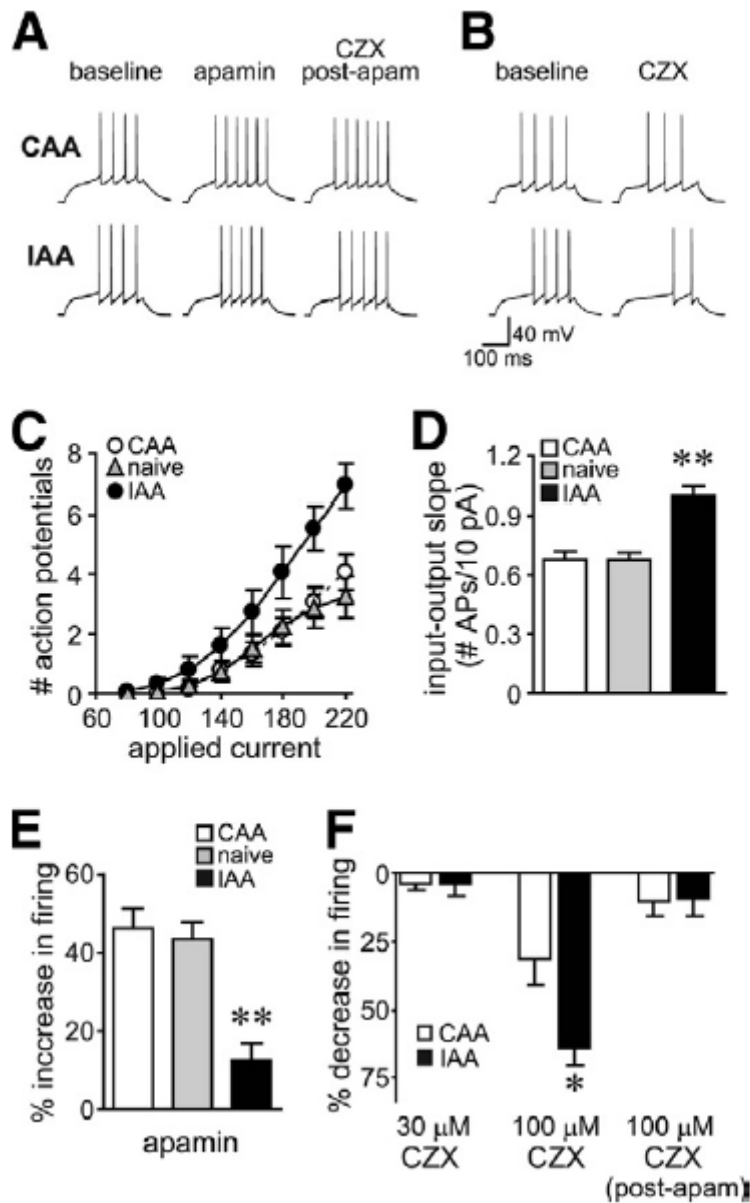 A
baseline
apamin
CZX
post-apam
CAA
IAA
B
baseline
CZX
40 mV
100 ms
C
CAA
naive
IAA
# action potentials
8
6
4
2
0
60 100 140 180 220
applied current
D
CAA
naive
IAA
**
input-output slope
(# APs/10 pA)
1.2
0.9
0.6
0.3
0
E
CAA
naive
IAA
% inccrease in firing
60
40
20
0
**
apamin
F
% decrease in firing
0
25
50
75
CAA
IAA
*
30 µM
CZX
100 µM
CZX
100 µM
CZX
(post-apam)